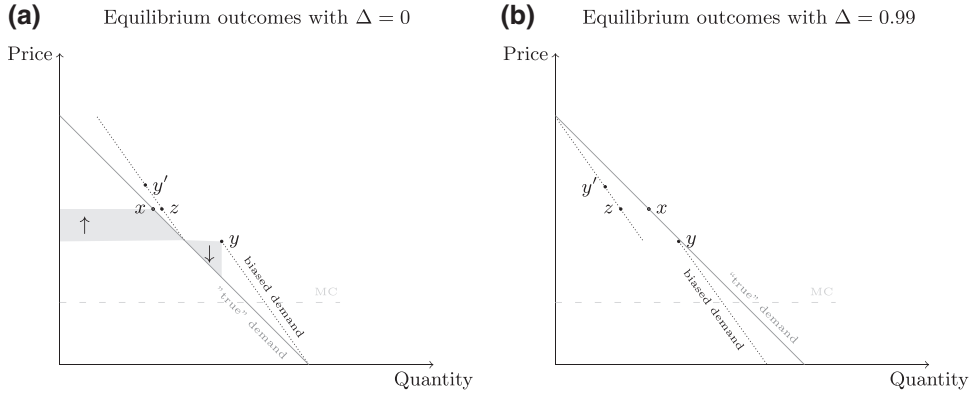 (a) Equilibrium outcomes with Δ = 0
Price
y′
x
z
↑
y
↓
biased demand
MC
"true" demand
Quantity
(b) Equilibrium outcomes with Δ = 0.99
Price
y′
z
x
y
biased demand
"true" demand
MC
Quantity